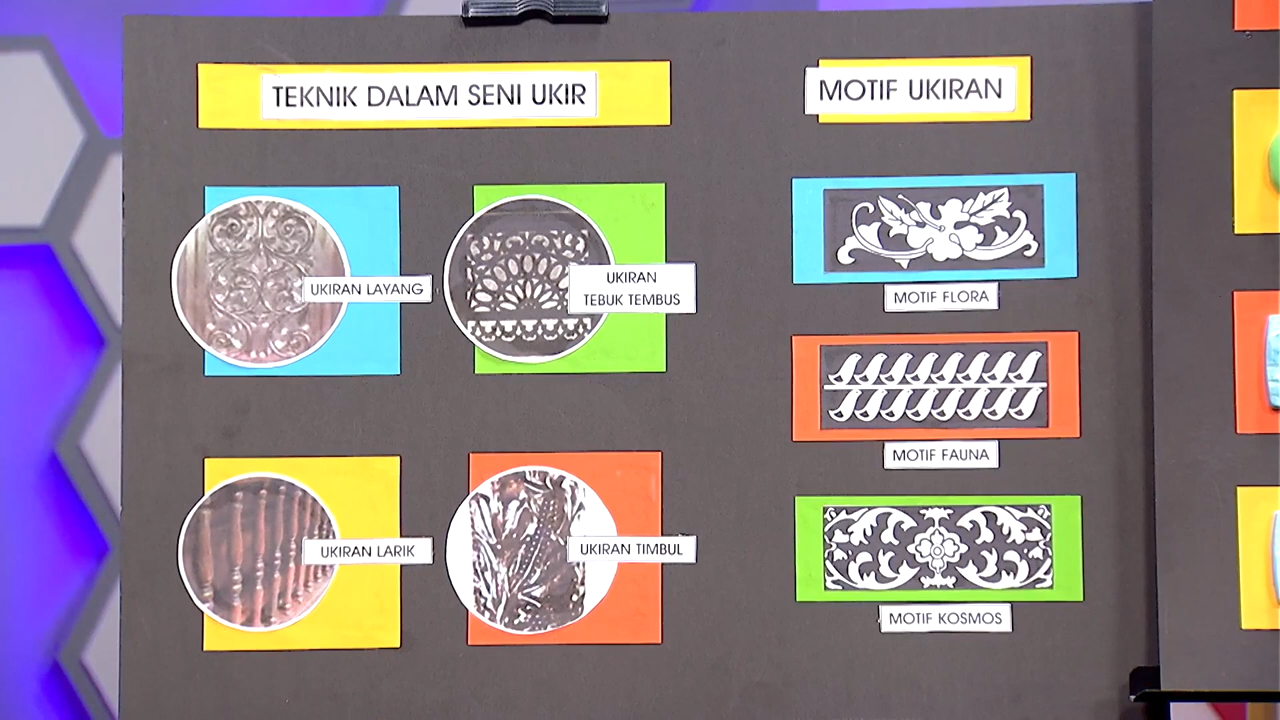 TEKNIK DALAM SENI UKIR
UKIRAN LAYANG
UKIRAN
TEBUK TEMBUS
UKIRAN LARIK
UKIRAN TIMBUL
MOTIF UKIRAN
MOTIF FLORA
MOTIF FAUNA
MOTIF KOSMOS